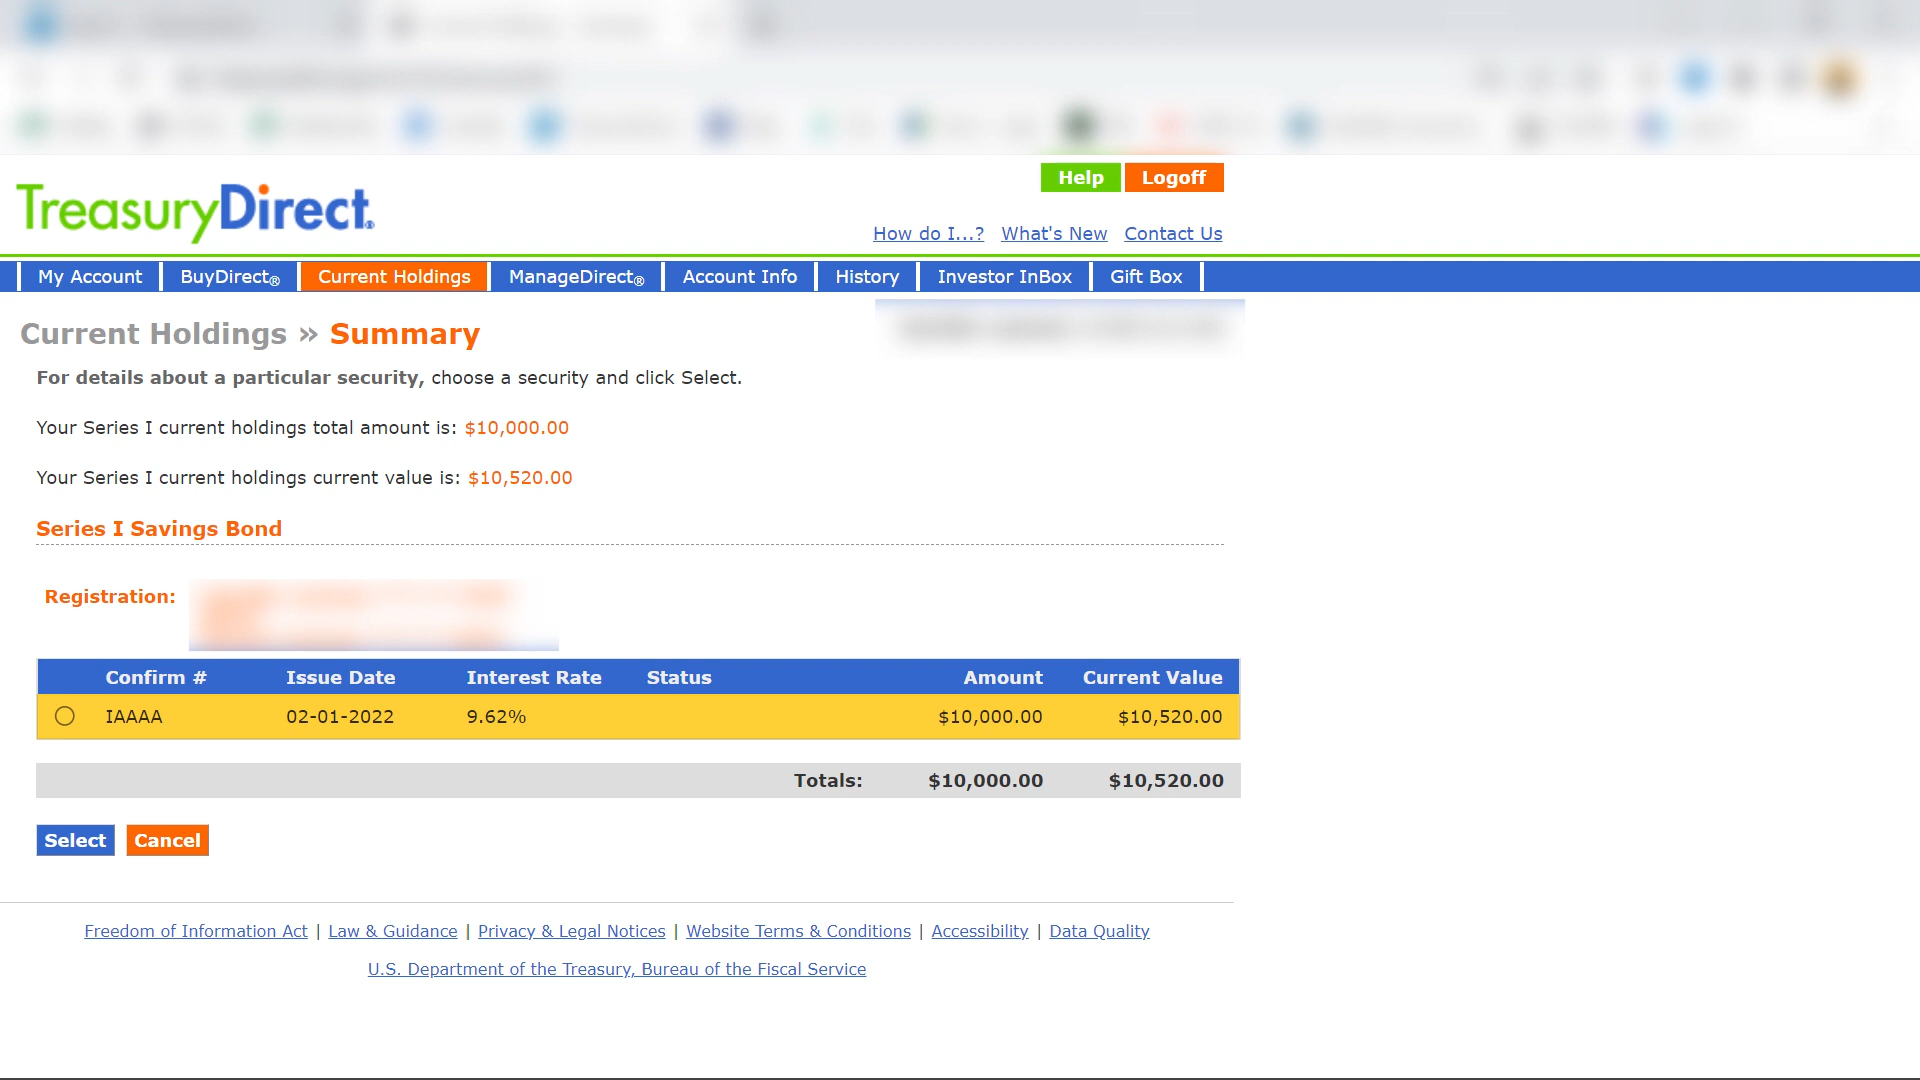 Help Logoff
TreasuryDirect®
How do I...? What's New Contact Us
My Account BuyDirect® Current Holdings ManageDirect® Account Info History Investor InBox Gift Box
Current Holdings » Summary
For details about a particular security, choose a security and click Select.
Your Series I current holdings total amount is: $10,000.00
Your Series I current holdings current value is: $10,520.00
Series I Savings Bond
Registration:
Confirm # Issue Date Interest Rate Status Amount Current Value
IAAAA 02-01-2022 9.62% $10,000.00 $10,520.00
Totals: $10,000.00 $10,520.00
Select Cancel
Freedom of Information Act | Law & Guidance | Privacy & Legal Notices | Website Terms & Conditions | Accessibility | Data Quality
U.S. Department of the Treasury, Bureau of the Fiscal Service